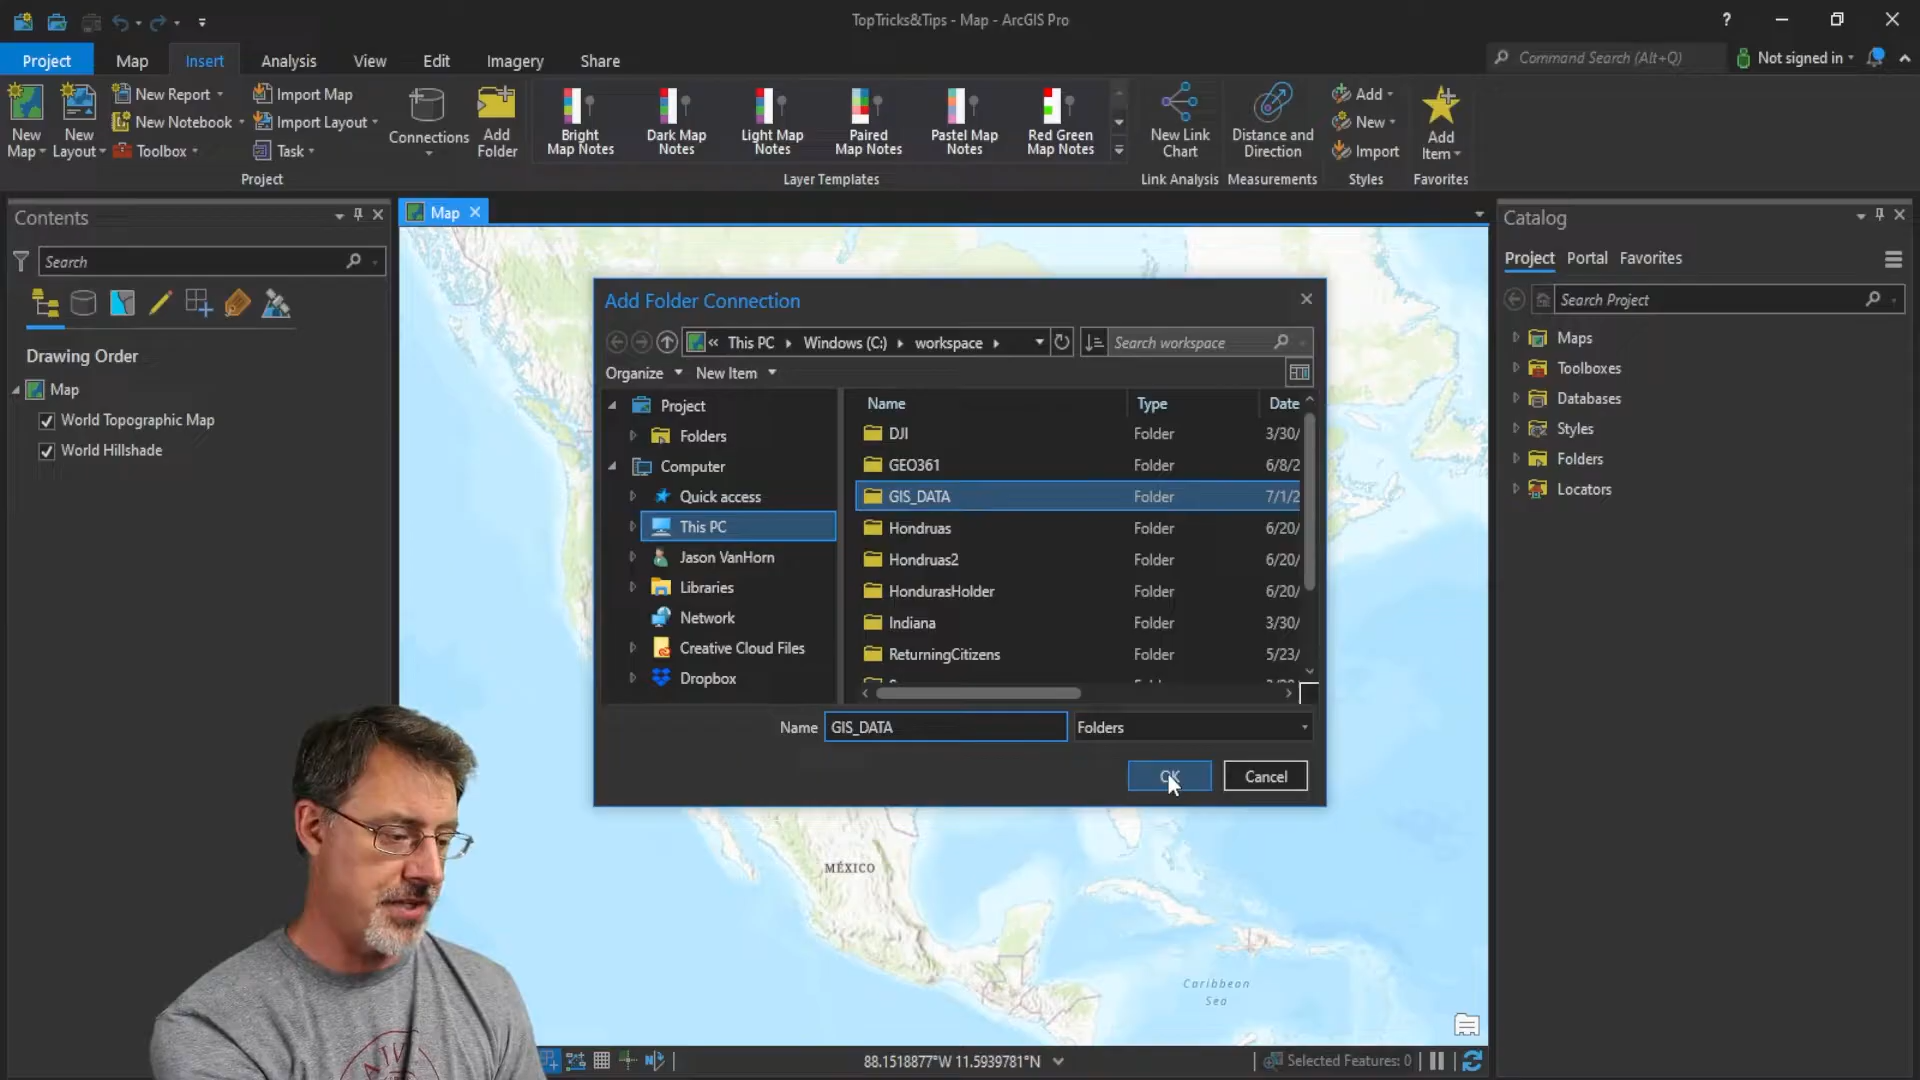 TopTricks&Tips - Map - ArcGIS Pro
?
Project
Map
Insert
Analysis
View
Edit
Imagery
Share
Command Search (Alt+Q)
Not signed in
New Map
New Layout
New Report
New Notebook
Toolbox
Import Map
Import Layout
Task
Connections
Add Folder
Project
Bright Map Notes
Dark Map Notes
Light Map Notes
Paired Map Notes
Pastel Map Notes
Red Green Map Notes
Layer Templates
New Link Chart
Link Analysis
Distance and Direction
Measurements
Add
New
Import
Styles
Add Item
Favorites
Contents
Search
Drawing Order
Map
World Topographic Map
World Hillshade
Map
Add Folder Connection
« This PC Windows (C:) workspace
Search workspace
Organize
New Item
Project
Folders
Computer
Quick access
This PC
Jason VanHorn
Libraries
Network
Creative Cloud Files
Dropbox
Name Type Date
DJI Folder 3/30/
GEO361 Folder 6/8/2
GIS_DATA Folder 7/1/2
Hondruas Folder 6/20/
Hondruas2 Folder 6/20/
HondurasHolder Folder 6/20/
Indiana Folder 3/30/
ReturningCitizens Folder 5/23/
Name GIS_DATA Folders
OK
Cancel
MÉXICO
Caribbean
Sea
88.1518877°W 11.5939781°N
Selected Features: 0
Catalog
Project
Portal
Favorites
Search Project
Maps
Toolboxes
Databases
Styles
Folders
Locators